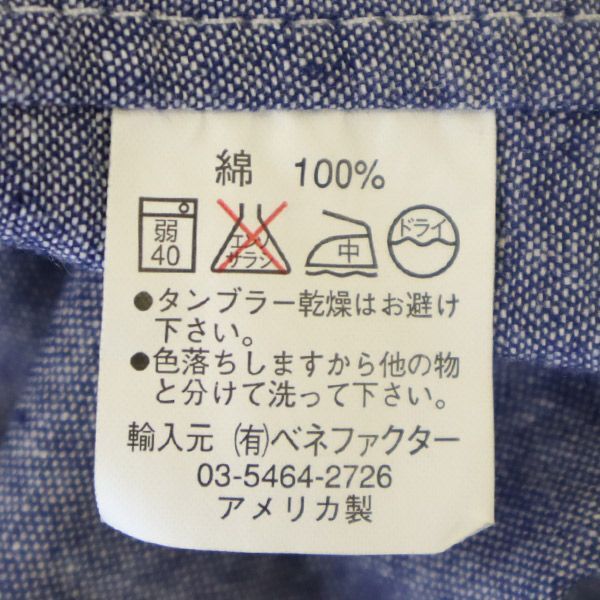 綿 100%
弱 40 エンソ サラシ 中 ドライ
●タンブラー乾燥はお避け
下さい。
●色落ちしますから他の物
と分けて洗って下さい。
輸入元 (有)ベネファクター
03-5464-2726
アメリカ製